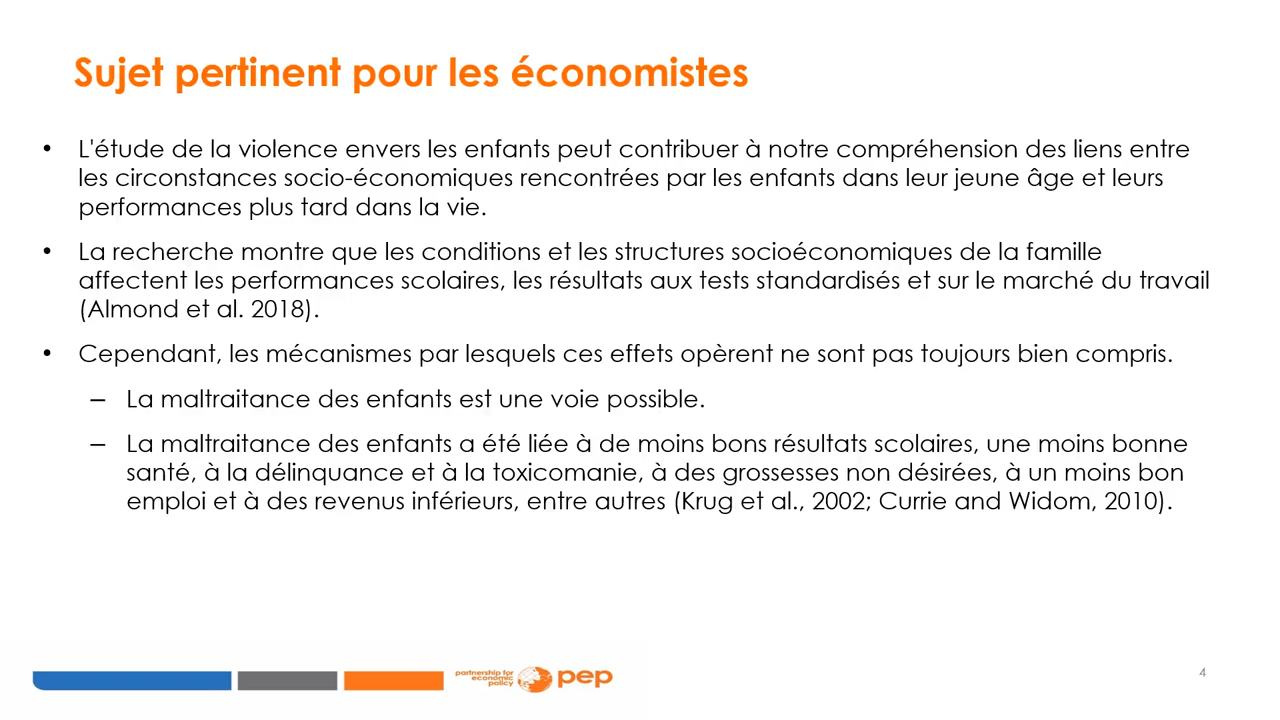 Sujet pertinent pour les économistes
• L'étude de la violence envers les enfants peut contribuer à notre compréhension des liens entre
les circonstances socio-économiques rencontrées par les enfants dans leur jeune âge et leurs
performances plus tard dans la vie.
• La recherche montre que les conditions et les structures socioéconomiques de la famille
affectent les performances scolaires, les résultats aux tests standardisés et sur le marché du travail
(Almond et al. 2018).
• Cependant, les mécanismes par lesquels ces effets opèrent ne sont pas toujours bien compris.
– La maltraitance des enfants est une voie possible.
– La maltraitance des enfants a été liée à de moins bons résultats scolaires, une moins bonne
santé, à la délinquance et à la toxicomanie, à des grossesses non désirées, à un moins bon
emploi et à des revenus inférieurs, entre autres (Krug et al., 2002; Currie and Widom, 2010).
partnership for
economic
policy
pep
4